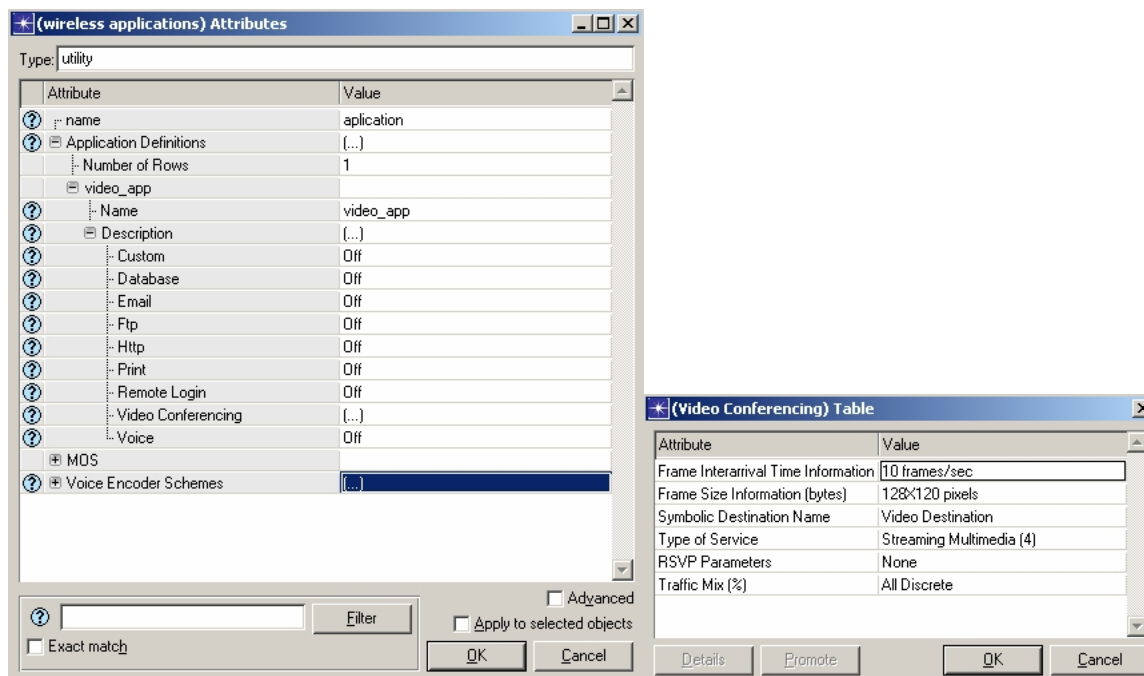 (wireless applications) Attributes
Type: utility
Attribute Value
name aplication
Application Definitions (...)
Number of Rows 1
video_app
Name video_app
Description (...)
Custom Off
Database Off
Email Off
Ftp Off
Http Off
Print Off
Remote Login Off
Video Conferencing (...)
Voice Off
MOS
Voice Encoder Schemes (...)
Advanced
Filter
Apply to selected objects
Exact match
OK Cancel
(Video Conferencing) Table
Attribute Value
Frame Interarrival Time Information 10 frames/sec
Frame Size Information (bytes) 128X120 pixels
Symbolic Destination Name Video Destination
Type of Service Streaming Multimedia (4)
RSVP Parameters None
Traffic Mix (%) All Discrete
Details Promote OK Cancel